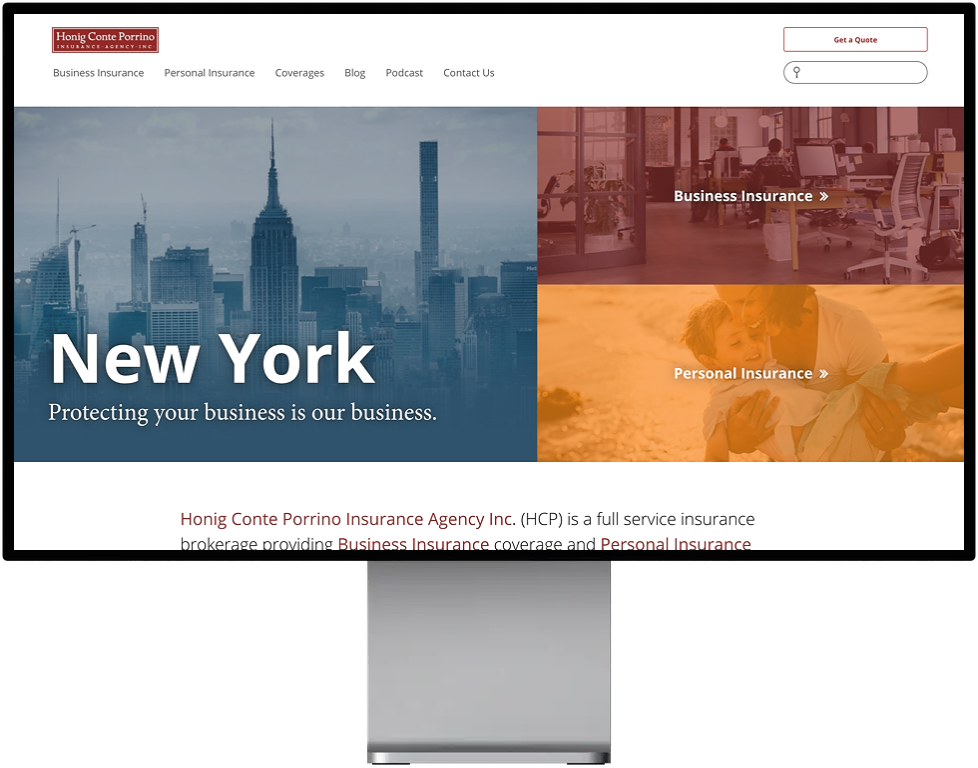 Honig Conte Porrino
INSURANCE·AGENCY·INC
Get a Quote
Business Insurance Personal Insurance Coverages Blog Podcast Contact Us
Business Insurance »
New York
Protecting your business is our business.
Personal Insurance »
Honig Conte Porrino Insurance Agency Inc. (HCP) is a full service insurance
brokerage providing Business Insurance coverage and Personal Insurance